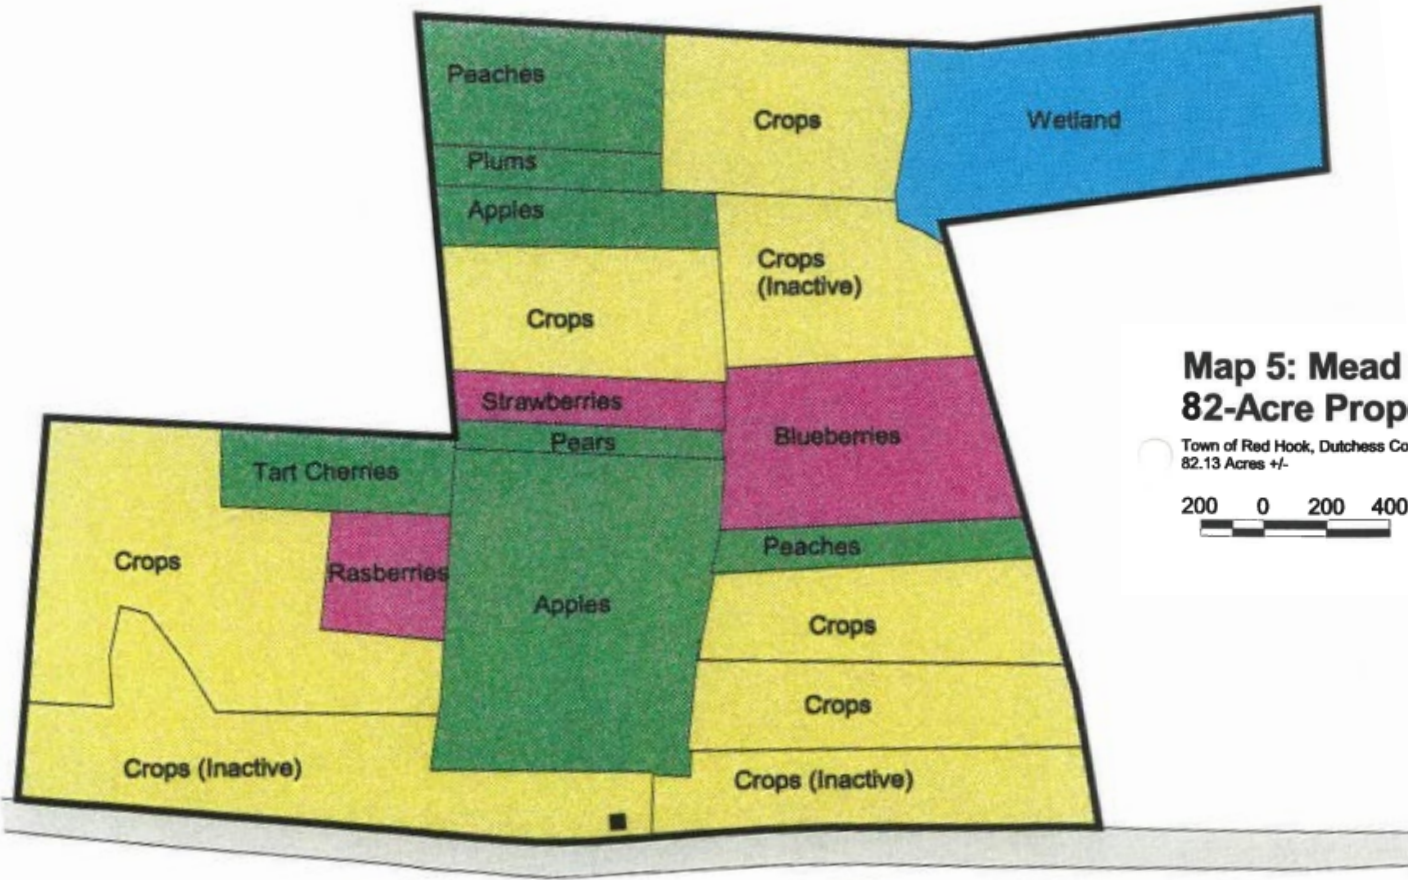 Peaches
Crops
Wetland
Plums
Apples
Crops
(Inactive)
Crops
Strawberries
Blueberries
Pears
Tart Cherries
Peaches
Crops
Rasberries
Apples
Crops
Crops
Crops (Inactive)
Crops (Inactive)
Map 5: Mead
82-Acre Prop
Town of Red Hook, Dutchess Co
82.13 Acres +/-
200 0 200 400